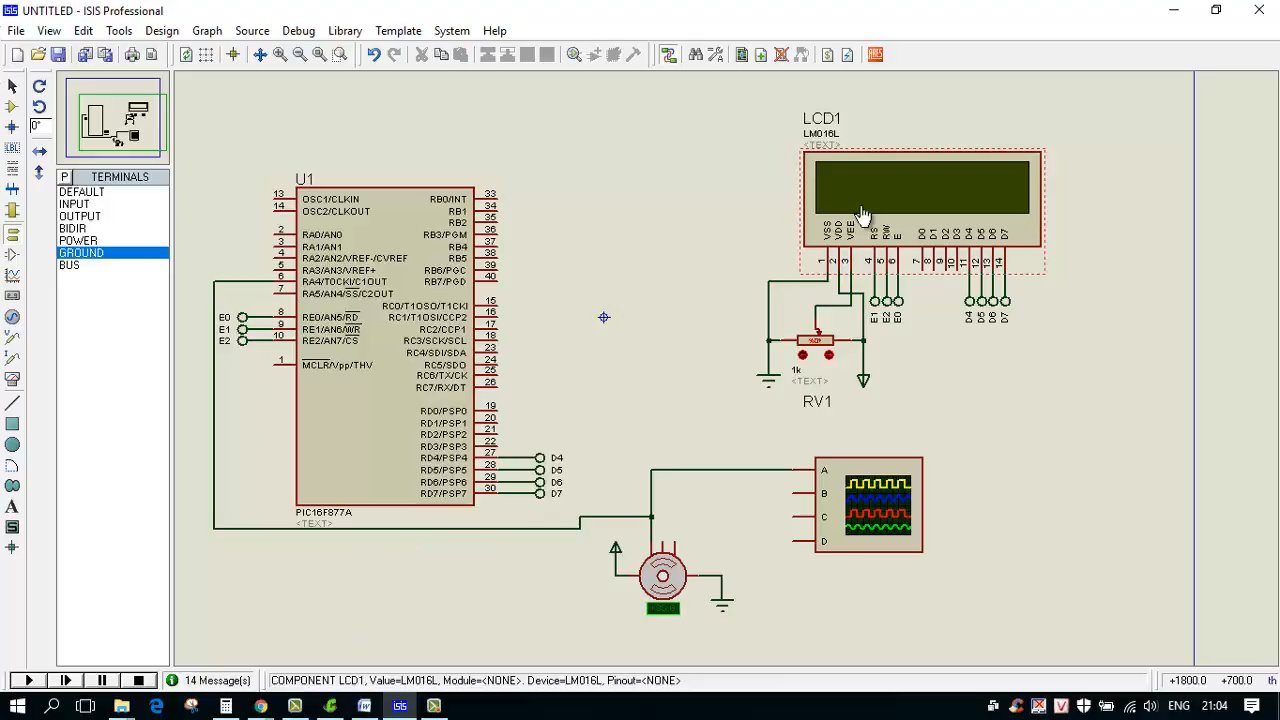 UNTITLED - ISIS Professional
File View Edit Tools Design Graph Source Debug Library Template System Help
0°
LBL
P TERMINALS
DEFAULT
INPUT
OUTPUT
BIDIR
POWER
GROUND
BUS
A
S
ARES
U1
13 OSC1/CLKIN
14 OSC2/CLKOUT
2 RA0/AN0
3 RA1/AN1
4 RA2/AN2/VREF-/CVREF
5 RA3/AN3/VREF+
6 RA4/T0CKI/C1OUT
7 RA5/AN4/SS/C2OUT
E0 8 RE0/AN5/RD
E1 9 RE1/AN6/WR
E2 10 RE2/AN7/CS
1 MCLR/Vpp/THV
RB0/INT 33
RB1 34
RB2 35
RB3/PGM 36
RB4 37
RB5 38
RB6/PGC 39
RB7/PGD 40
RC0/T1OSO/T1CKI 15
RC1/T1OSI/CCP2 16
RC2/CCP1 17
RC3/SCK/SCL 18
RC4/SDI/SDA 23
RC5/SDO 24
RC6/TX/CK 25
RC7/RX/DT 26
RD0/PSP0 19
RD1/PSP1 20
RD2/PSP2 21
RD3/PSP3 22
RD4/PSP4 27 D4
RD5/PSP5 28 D5
RD6/PSP6 29 D6
RD7/PSP7 30 D7
PIC16F877A
<TEXT>
LCD1
LM016L
<TEXT>
VSS VDD VEE RS RW E D0 D1 D2 D3 D4 D5 D6 D7
1 2 3 4 5 6 7 8 9 10 11 12 13 14
E1 E2 E0 D4 D5 D6 D7
1k
<TEXT>
RV1
A
B
C
D
14 Message(s) COMPONENT LCD1, Value=LM016L, Module=<NONE>. Device=LM016L, Pinout=<NONE> +1800.0 +700.0 th
ISIS ENG 21:04